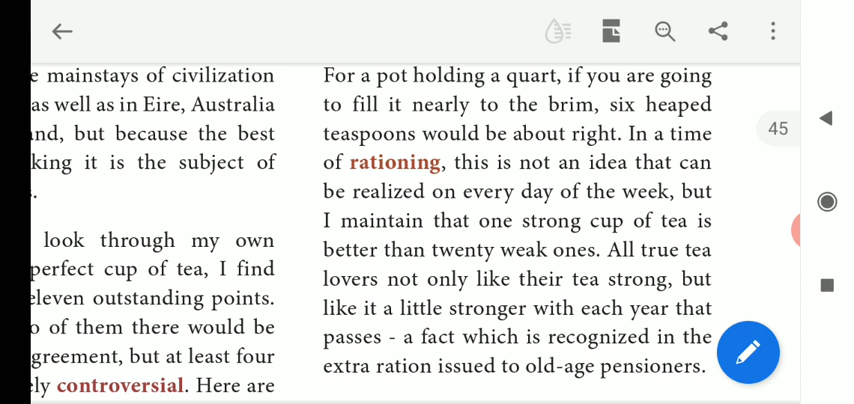 mainstays of civilization
as well as in Eire, Australia
but because the best
it is the subject of
look through my own
perfect cup of tea, I find
eleven outstanding points.
of them there would be
but at least four
controversial. Here are
For a pot holding a quart, if you are going
to fill it nearly to the brim, six heaped
teaspoons would be about right. In a time
of rationing, this is not an idea that can
be realized on every day of the week, but
I maintain that one strong cup of tea is
better than twenty weak ones. All true tea
lovers not only like their tea strong, but
like it a little stronger with each year that
passes - a fact which is recognized in the
extra ration issued to old-age pensioners.
45